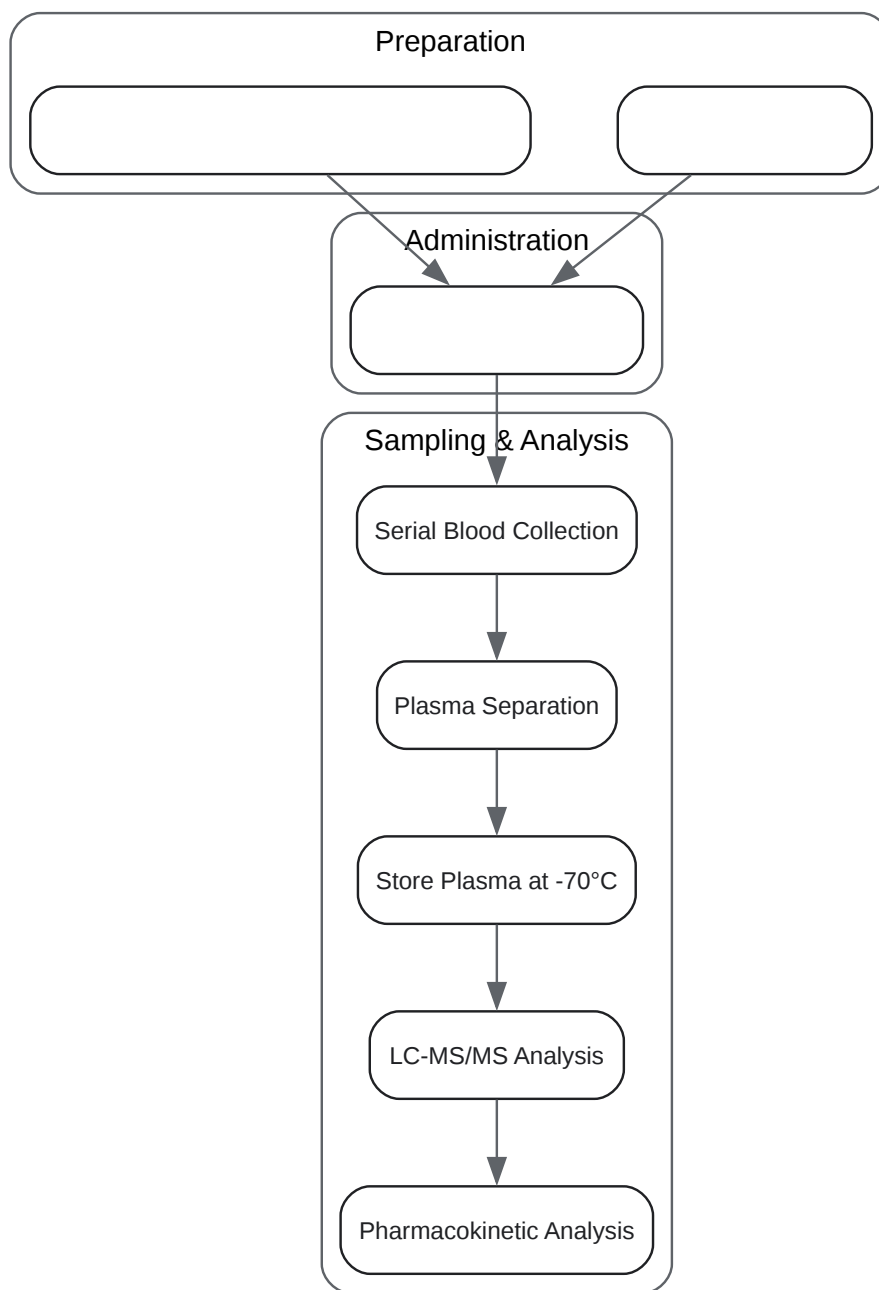 Preparation
Administration
Sampling & Analysis
Serial Blood Collection
Plasma Separation
Store Plasma at -70°C
LC-MS/MS Analysis
Pharmacokinetic Analysis